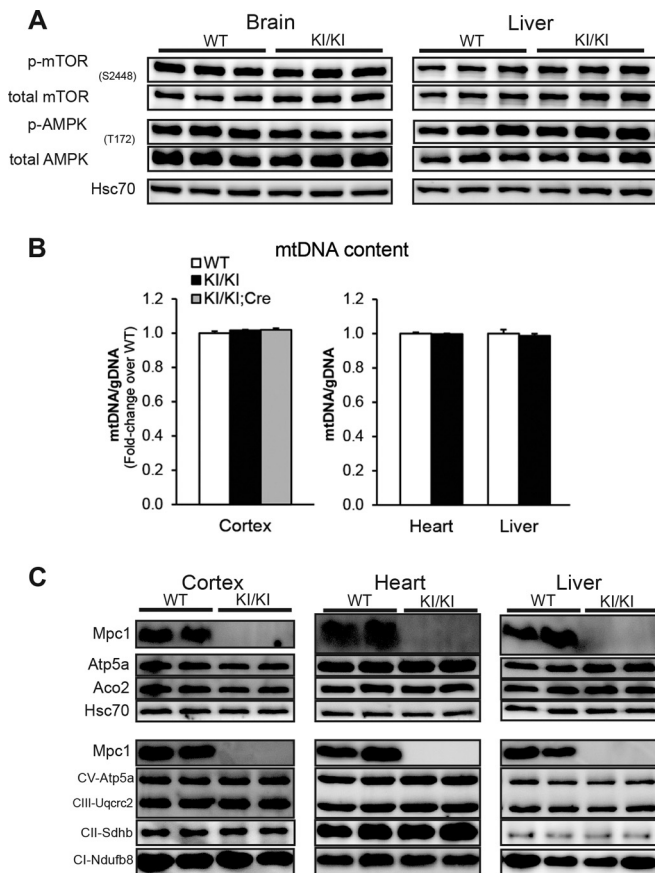 A
Brain
Liver
WT KI/KI WT KI/KI
p-mTOR (S2448)
total mTOR
p-AMPK (T172)
total AMPK
Hsc70
B
mtDNA content
WT
KI/KI
KI/KI;Cre
mtDNA/gDNA
(Fold-change over WT)
1.2
1.0
0.8
0.6
0.4
0.2
0.0
Cortex
mtDNA/gDNA
1.2
1.0
0.8
0.6
0.4
0.2
0.0
Heart Liver
C
Cortex Heart Liver
WT KI/KI WT KI/KI WT KI/KI
Mpc1
Atp5a
Aco2
Hsc70
Mpc1
CV-Atp5a
CIII-Uqcrc2
CII-Sdhb
CI-Ndufb8